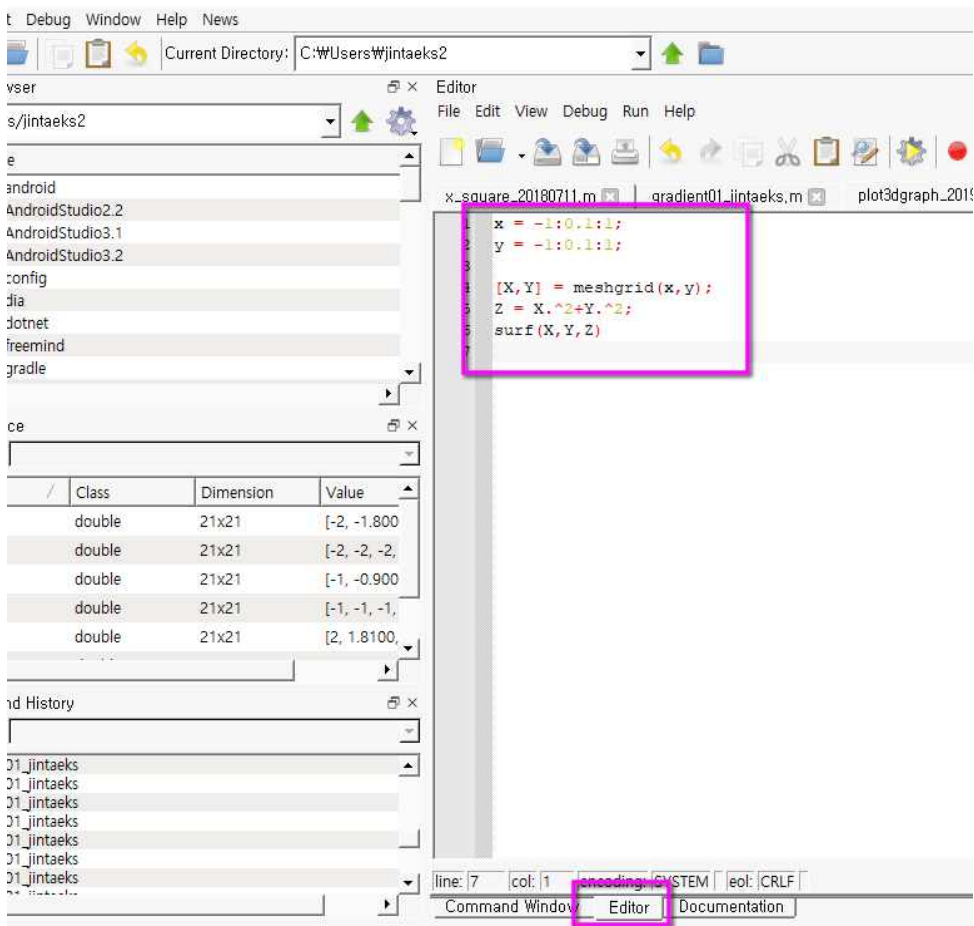 t Debug Window Help News
Current Directory: C:₩Users₩jintaeks2
wser
s/jintaeks2
e
android
AndroidStudio2.2
AndroidStudio3.1
AndroidStudio3.2
config
dia
dotnet
freemind
gradle
ce
/ Class Dimension Value
double 21x21 [-2, -1.800
double 21x21 [-2, -2, -2,
double 21x21 [-1, -0.900
double 21x21 [-1, -1, -1,
double 21x21 [2, 1.8100,
nd History
01_jintaeks
01_jintaeks
01_jintaeks
01_jintaeks
01_jintaeks
01_jintaeks
01_jintaeks
Editor
File Edit View Debug Run Help
x_square_20180711.m gradient01_jintaeks.m plot3dgraph_2019
1 x = -1:0.1:1;
2 y = -1:0.1:1;
3
4 [X,Y] = meshgrid(x,y);
5 Z = X.^2+Y.^2;
6 surf(X,Y,Z)
7
line: 7 col: 1 encoding: SYSTEM eol: CRLF
Command Window Editor Documentation